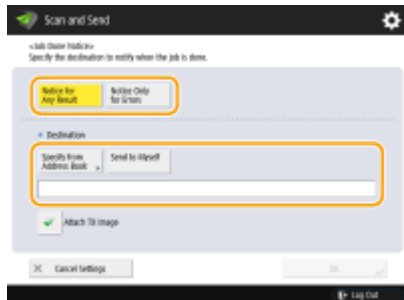 Scan and Send
<Job Done Notice>
Specify the destination to notify when the job is done.
Notice for
Any Result
Notice Only
for Errors
Destination
Specify from
Address Book
Send to Myself
Attach TX Image
Cancel Settings
OK
Log Out